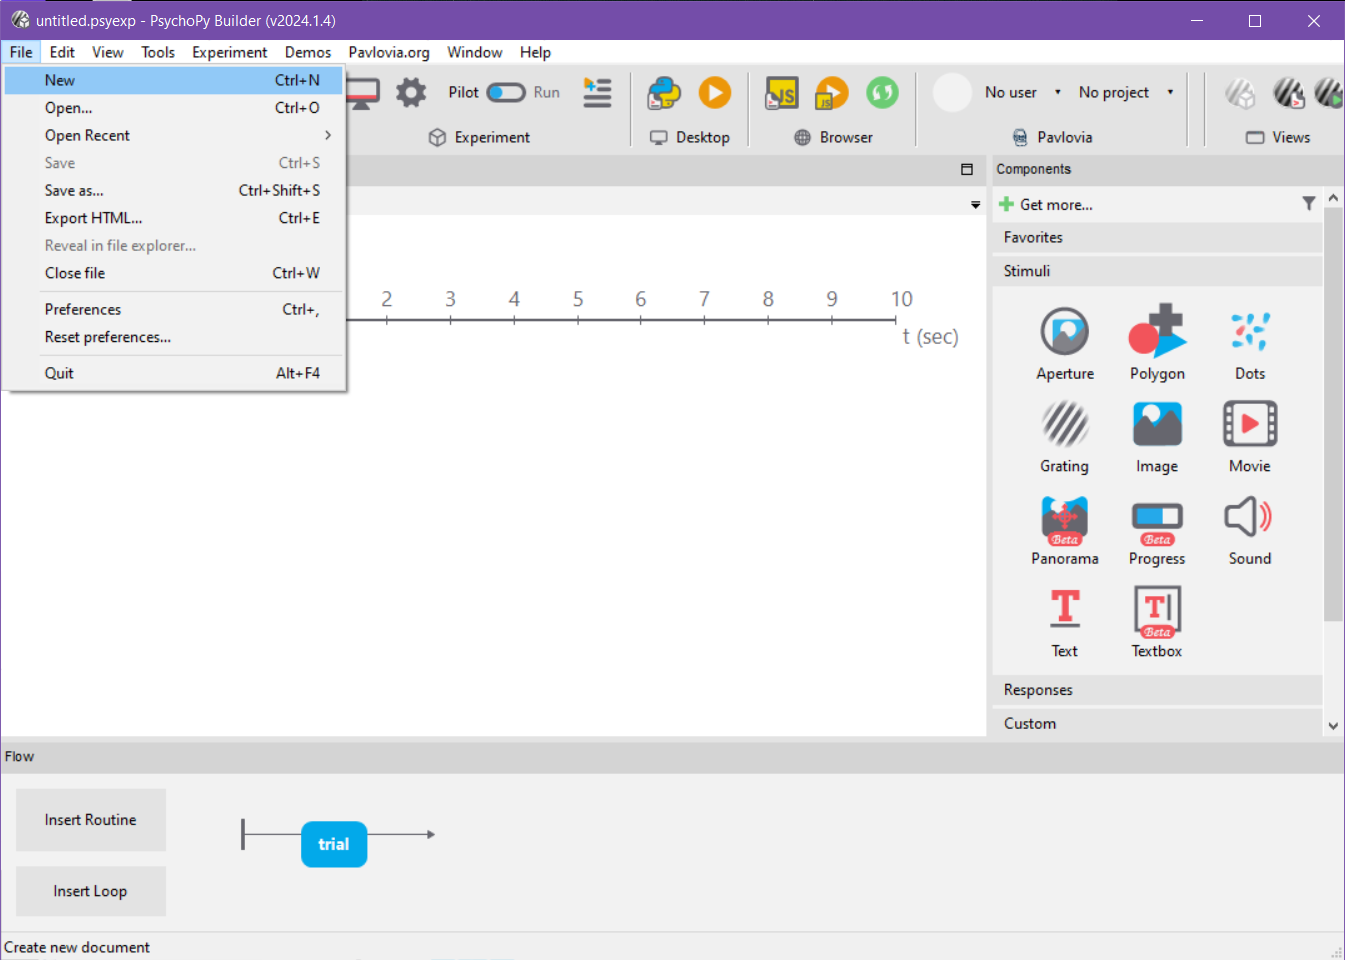 untitled.psyexp - PsychoPy Builder (v2024.1.4)
File Edit View Tools Experiment Demos Pavlovia.org Window Help
New Ctrl+N
Open... Ctrl+O
Open Recent
Save Ctrl+S
Save as... Ctrl+Shift+S
Export HTML... Ctrl+E
Reveal in file explorer...
Close file Ctrl+W
Preferences Ctrl+,
Reset preferences...
Quit Alt+F4
Pilot Run
Experiment
Desktop
JS
JS
Browser
No user No project
Pavlovia
Views
2 3 4 5 6 7 8 9 10
t (sec)
Components
Get more...
Favorites
Stimuli
Aperture Polygon Dots
Grating Image Movie
Beta Beta
Panorama Progress Sound
T T
Beta
Text Textbox
Responses
Custom
Flow
Insert Routine
trial
Insert Loop
Create new document